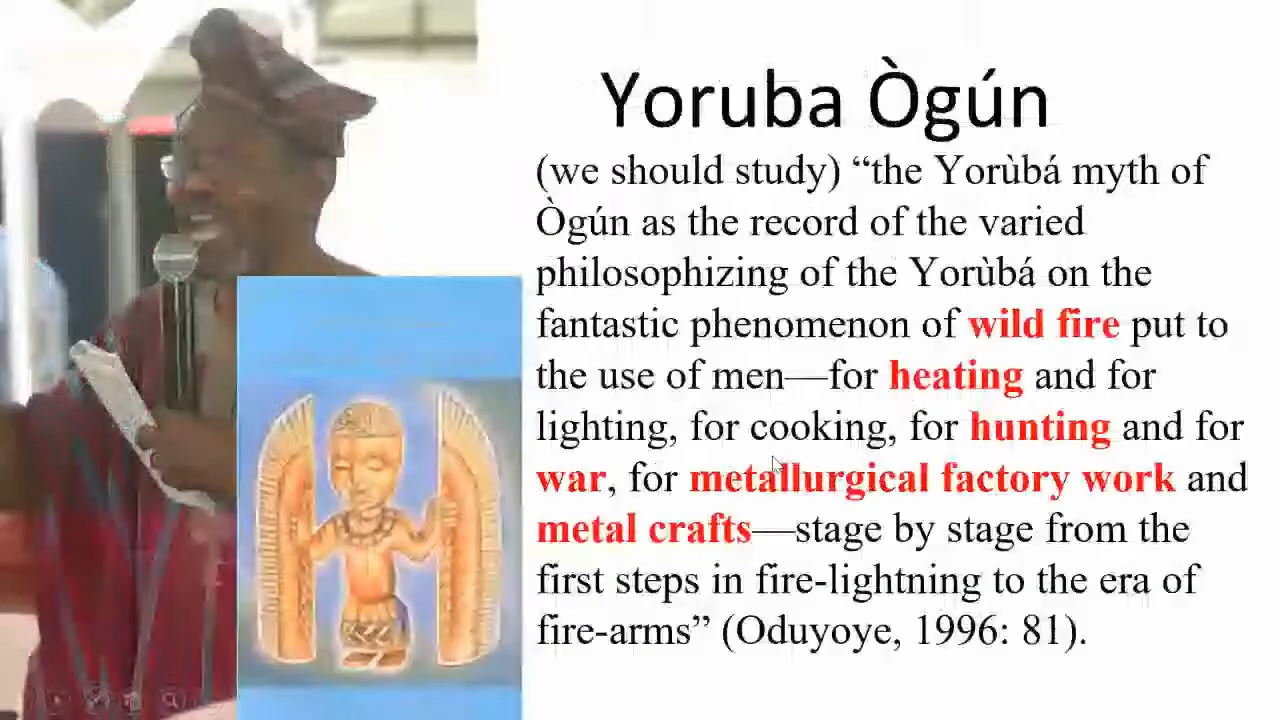 Yoruba Ògún
(we should study) “the Yorùbá myth of
Ògún as the record of the varied
philosophizing of the Yorùbá on the
fantastic phenomenon of wild fire put to
the use of men—for heating and for
lighting, for cooking, for hunting and for
war, for metallurgical factory work and
metal crafts—stage by stage from the
first steps in fire-lightning to the era of
fire-arms” (Oduyoye, 1996: 81).